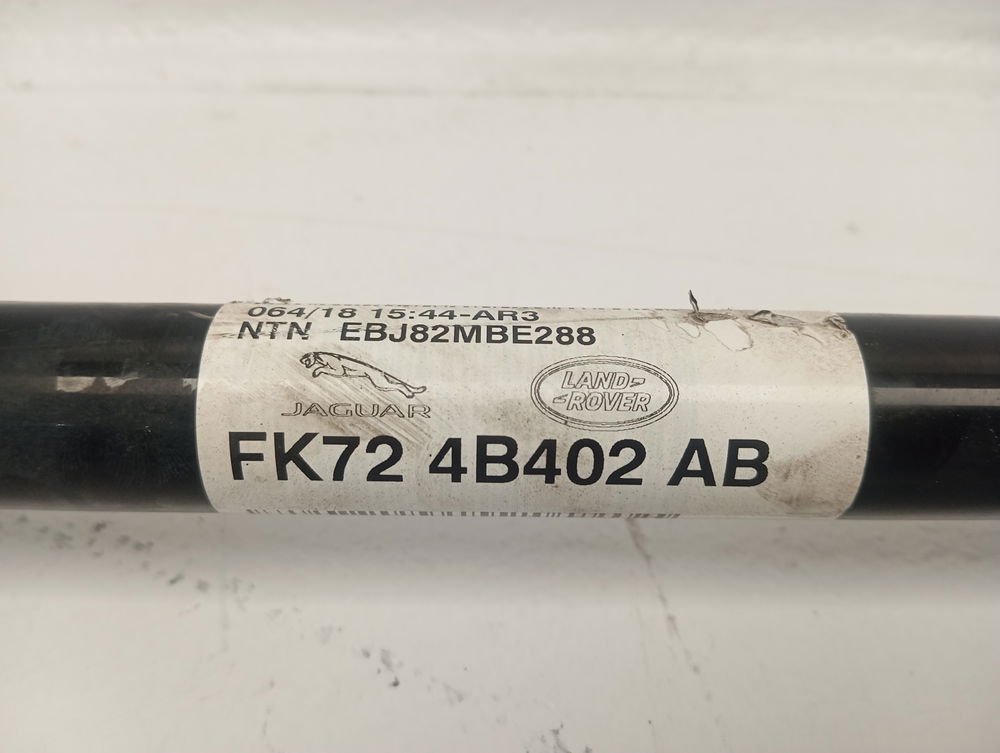 064/18 15:44-AR3
NTN EBJ82MBE288
JAGUAR
LAND-
-ROVER
FK72 4B402 AB